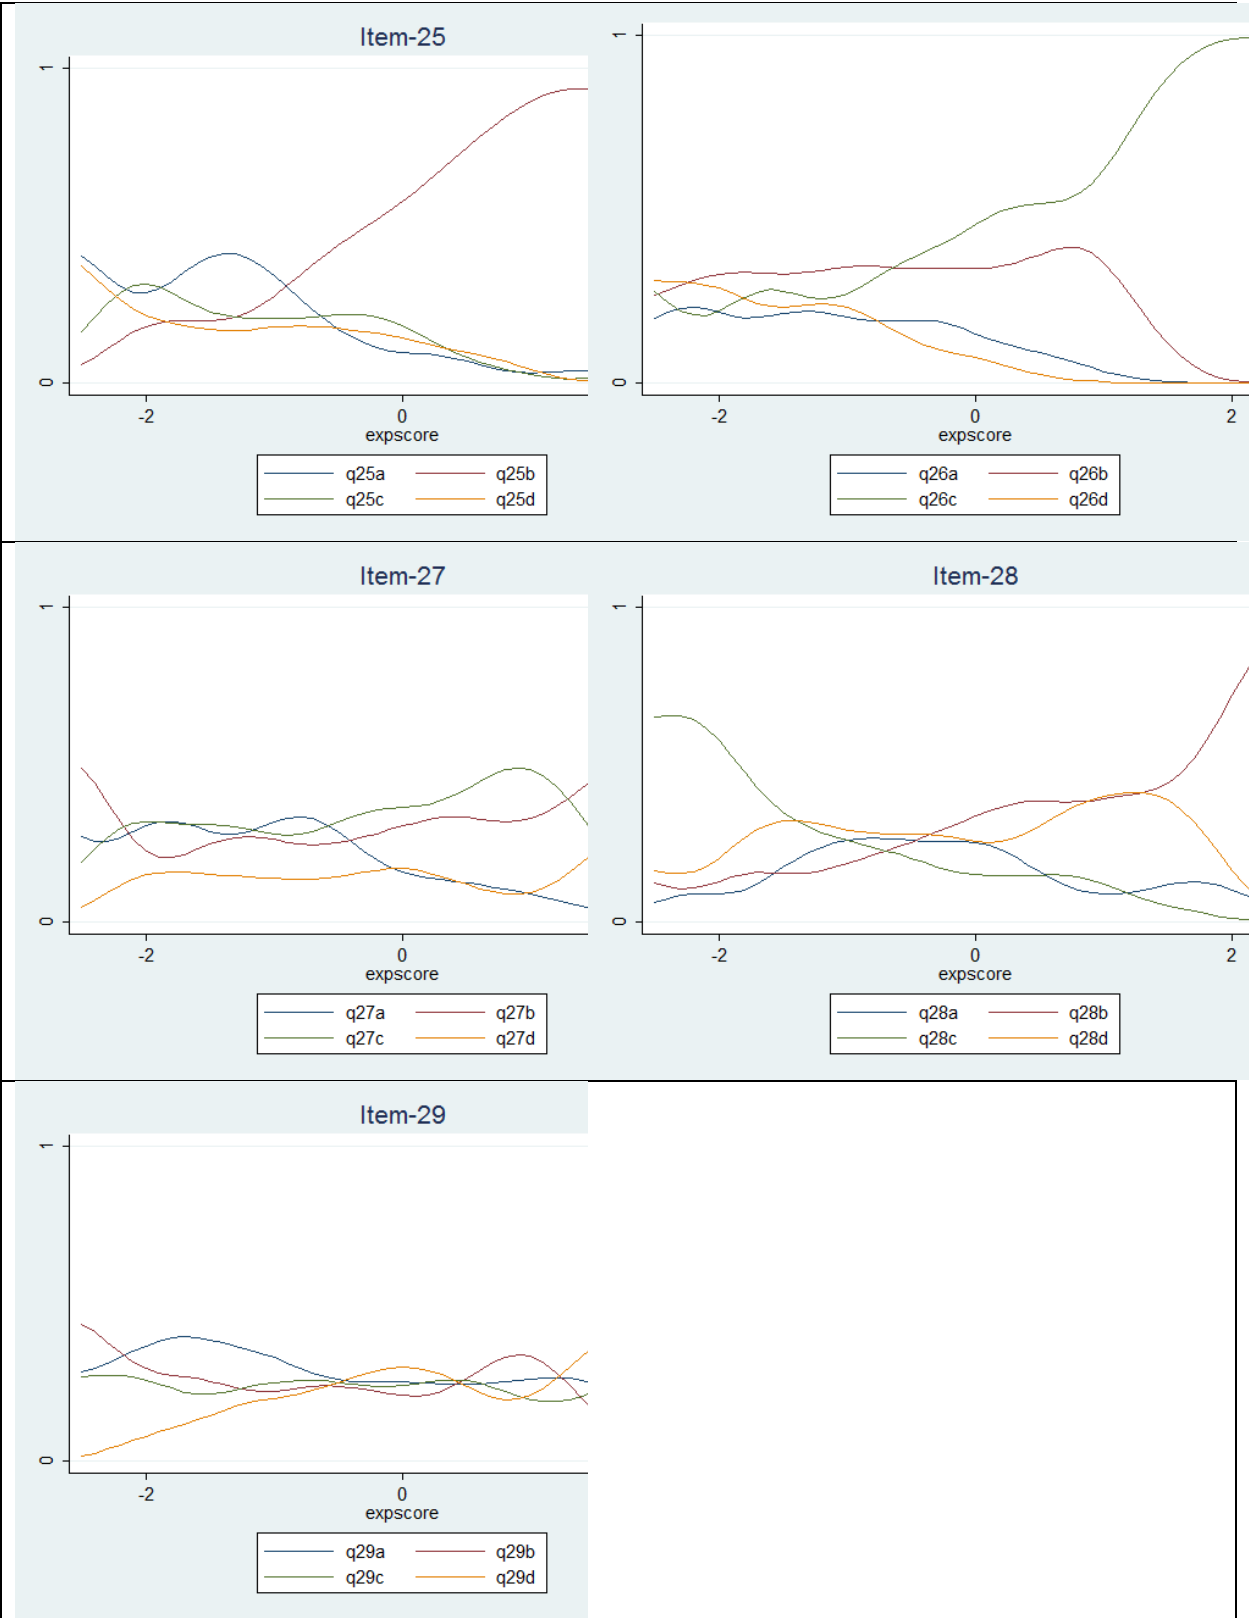 Item-25
1
0
-2 0
expscore
q25a q25b
q25c q25d
1
0
-2 0 2
expscore
q26a q26b
q26c q26d
Item-27
1
0
-2 0
expscore
q27a q27b
q27c q27d
Item-28
1
0
-2 0 2
expscore
q28a q28b
q28c q28d
Item-29
1
0
-2 0
expscore
q29a q29b
q29c q29d